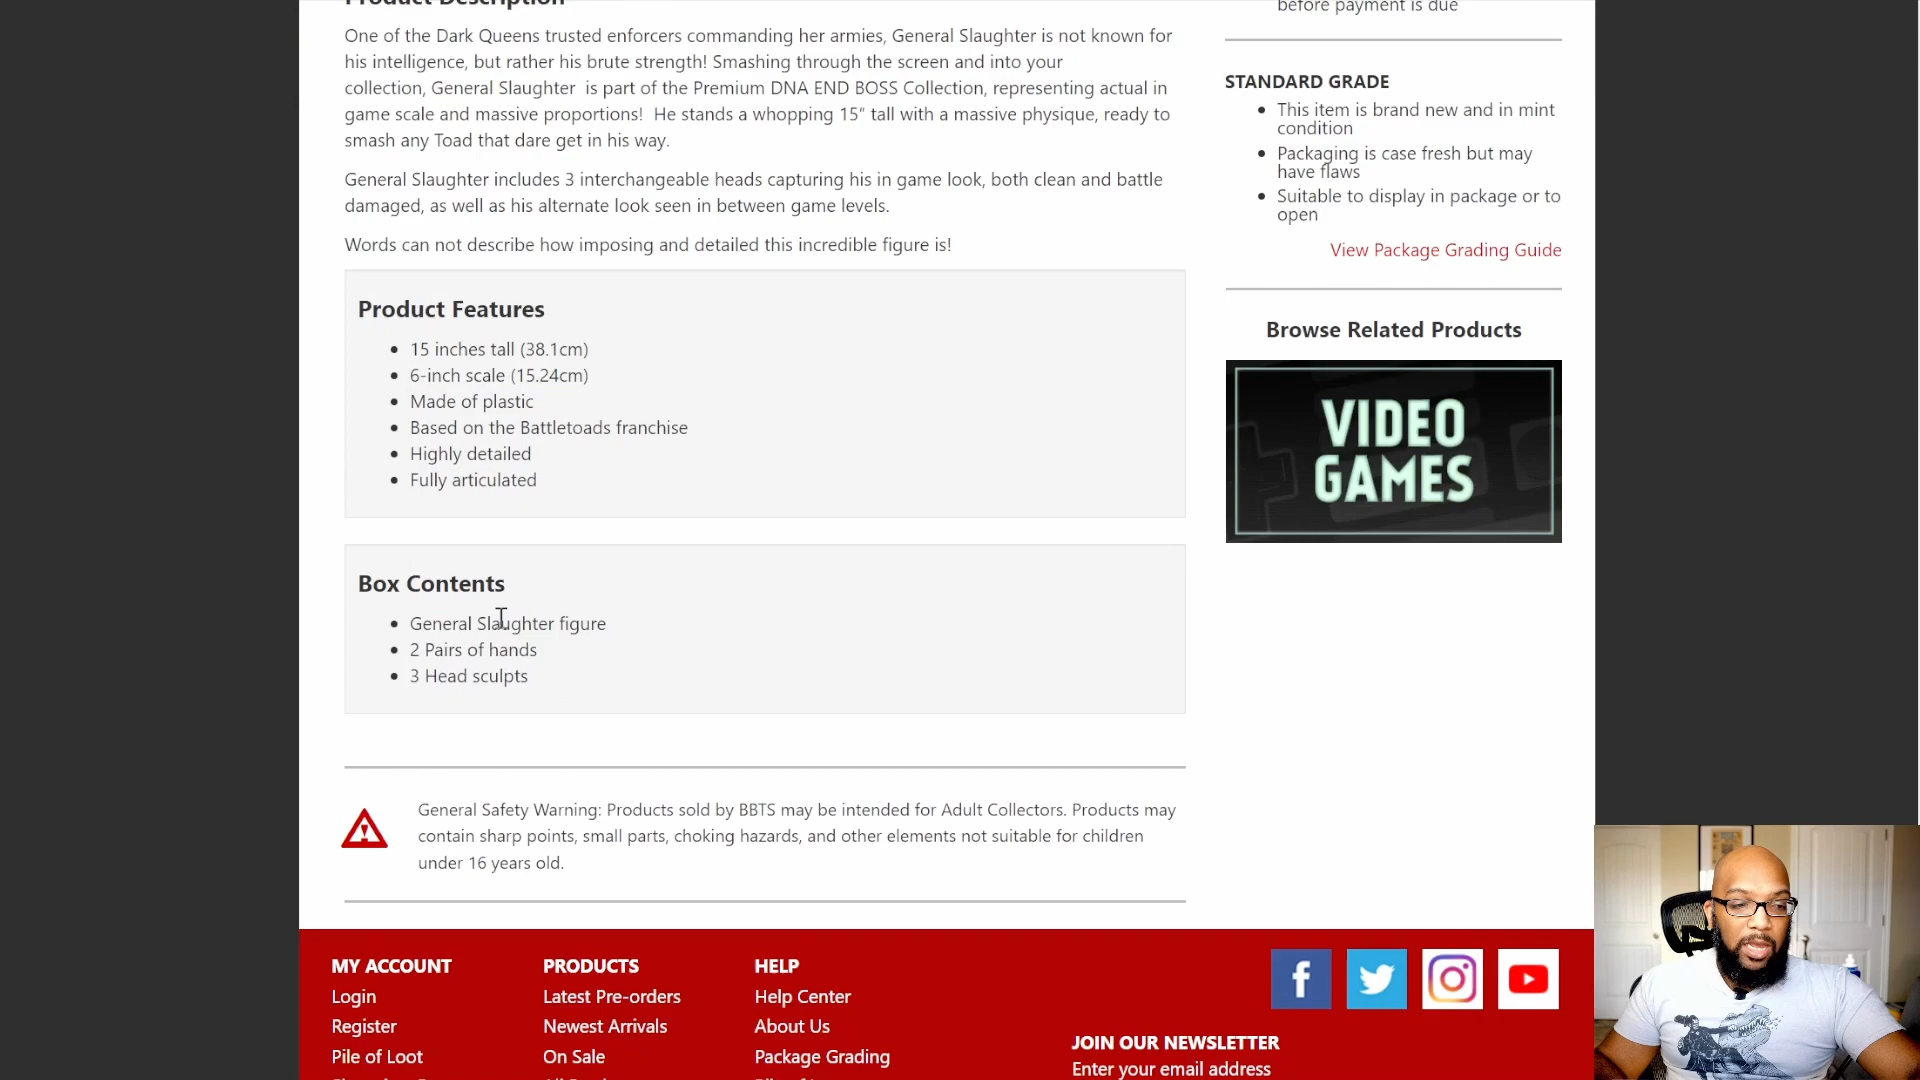 Product Description
One of the Dark Queens trusted enforcers commanding her armies, General Slaughter is not known for
his intelligence, but rather his brute strength! Smashing through the screen and into your
collection, General Slaughter is part of the Premium DNA END BOSS Collection, representing actual in
game scale and massive proportions! He stands a whopping 15“ tall with a massive physique, ready to
smash any Toad that dare get in his way.
General Slaughter includes 3 interchangeable heads capturing his in game look, both clean and battle
damaged, as well as his alternate look seen in between game levels.
Words can not describe how imposing and detailed this incredible figure is!
Product Features
• 15 inches tall (38.1cm)
• 6-inch scale (15.24cm)
• Made of plastic
• Based on the Battletoads franchise
• Highly detailed
• Fully articulated
Box Contents
• General Slaughter figure
• 2 Pairs of hands
• 3 Head sculpts
General Safety Warning: Products sold by BBTS may be intended for Adult Collectors. Products may
contain sharp points, small parts, choking hazards, and other elements not suitable for children
under 16 years old.
before payment is due
STANDARD GRADE
• This item is brand new and in mint
condition
• Packaging is case fresh but may
have flaws
• Suitable to display in package or to
open
View Package Grading Guide
Browse Related Products
VIDEO
GAMES
MY ACCOUNT
Login
Register
Pile of Loot
PRODUCTS
Latest Pre-orders
Newest Arrivals
On Sale
HELP
Help Center
About Us
Package Grading
JOIN OUR NEWSLETTER
Enter your email address